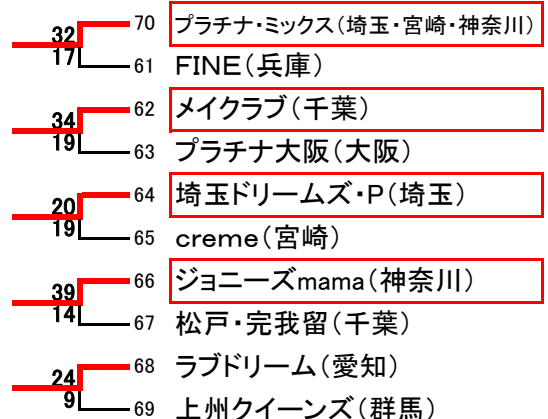 32 70 プラチナ・ミックス(埼玉・宮崎・神奈川)
17 61 FINE(兵庫)
34 62 メイクラブ(千葉)
19 63 プラチナ大阪(大阪)
20 64 埼玉ドリームズ・P(埼玉)
19 65 creme(宮崎)
39 66 ジョニーズmama(神奈川)
14 67 松戸・完我留(千葉)
24 68 ラブドリーム(愛知)
9 69 上州クイーンズ(群馬)